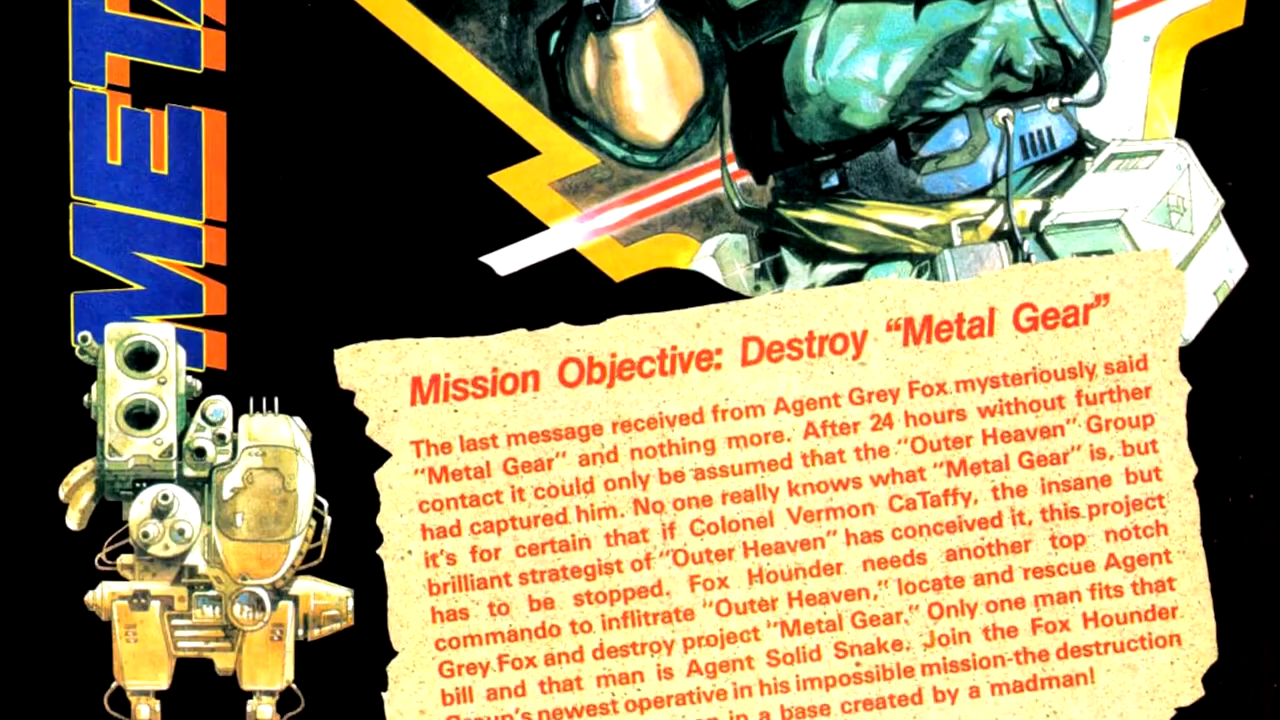 META
Mission Objective: Destroy “Metal Gear”
The last message received from Agent Grey Fox mysteriously said
“Metal Gear” and nothing more. After 24 hours without further
contact it could only be assumed that the “Outer Heaven” Group
had captured him. No one really knows what “Metal Gear” is, but
it's for certain that if Colonel Vermon CaTaffy, the insane but
brilliant strategist of “Outer Heaven” has conceived it, this project
has to be stopped. Fox Hounder needs another top notch
commando to inflitrate “Outer Heaven,” locate and rescue Agent
Grey Fox and destroy project “Metal Gear.” Only one man fits that
bill and that man is Agent Solid Snake. Join the Fox Hounder
Group's newest operative in his impossible mission-the destruction
in a base created by a madman!